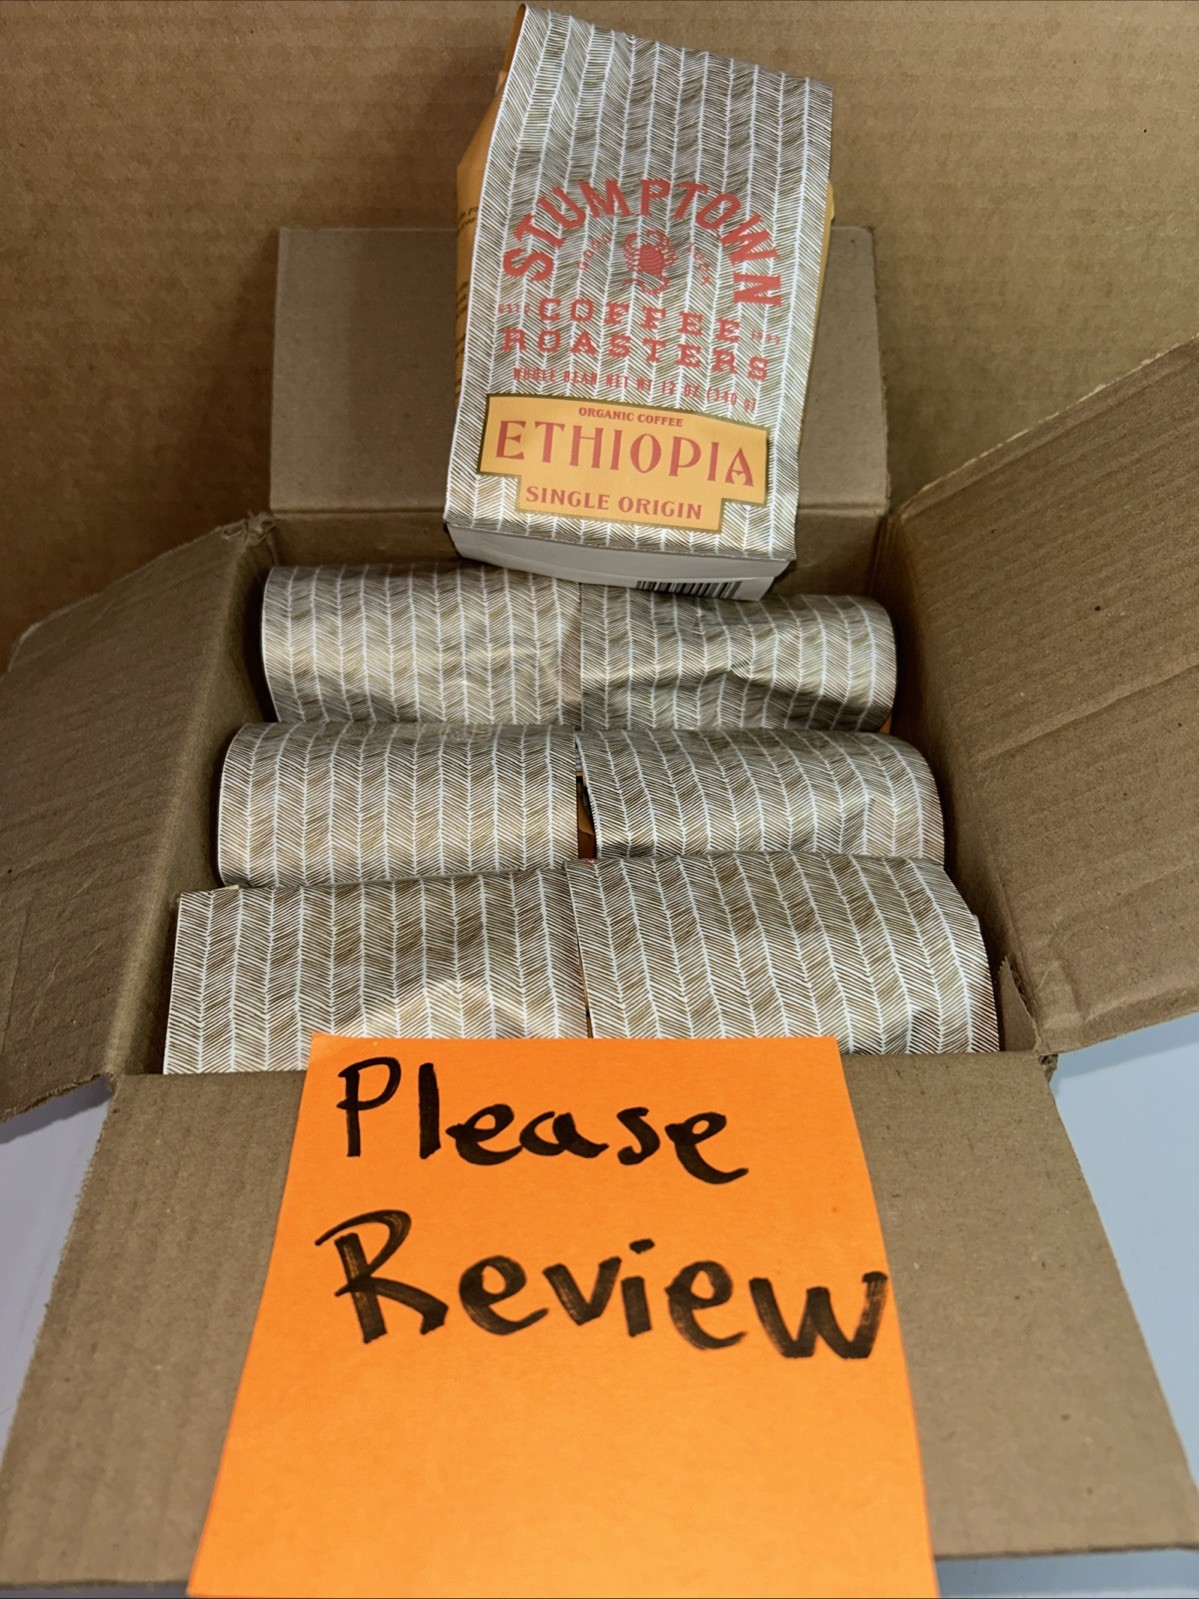 STUMPTOWN
COFFEE
ROASTERS
WHOLE BEAN NET WT 12 OZ (340 g)
ORGANIC COFFEE
ETHIOPIA
SINGLE ORIGIN
Please
Review